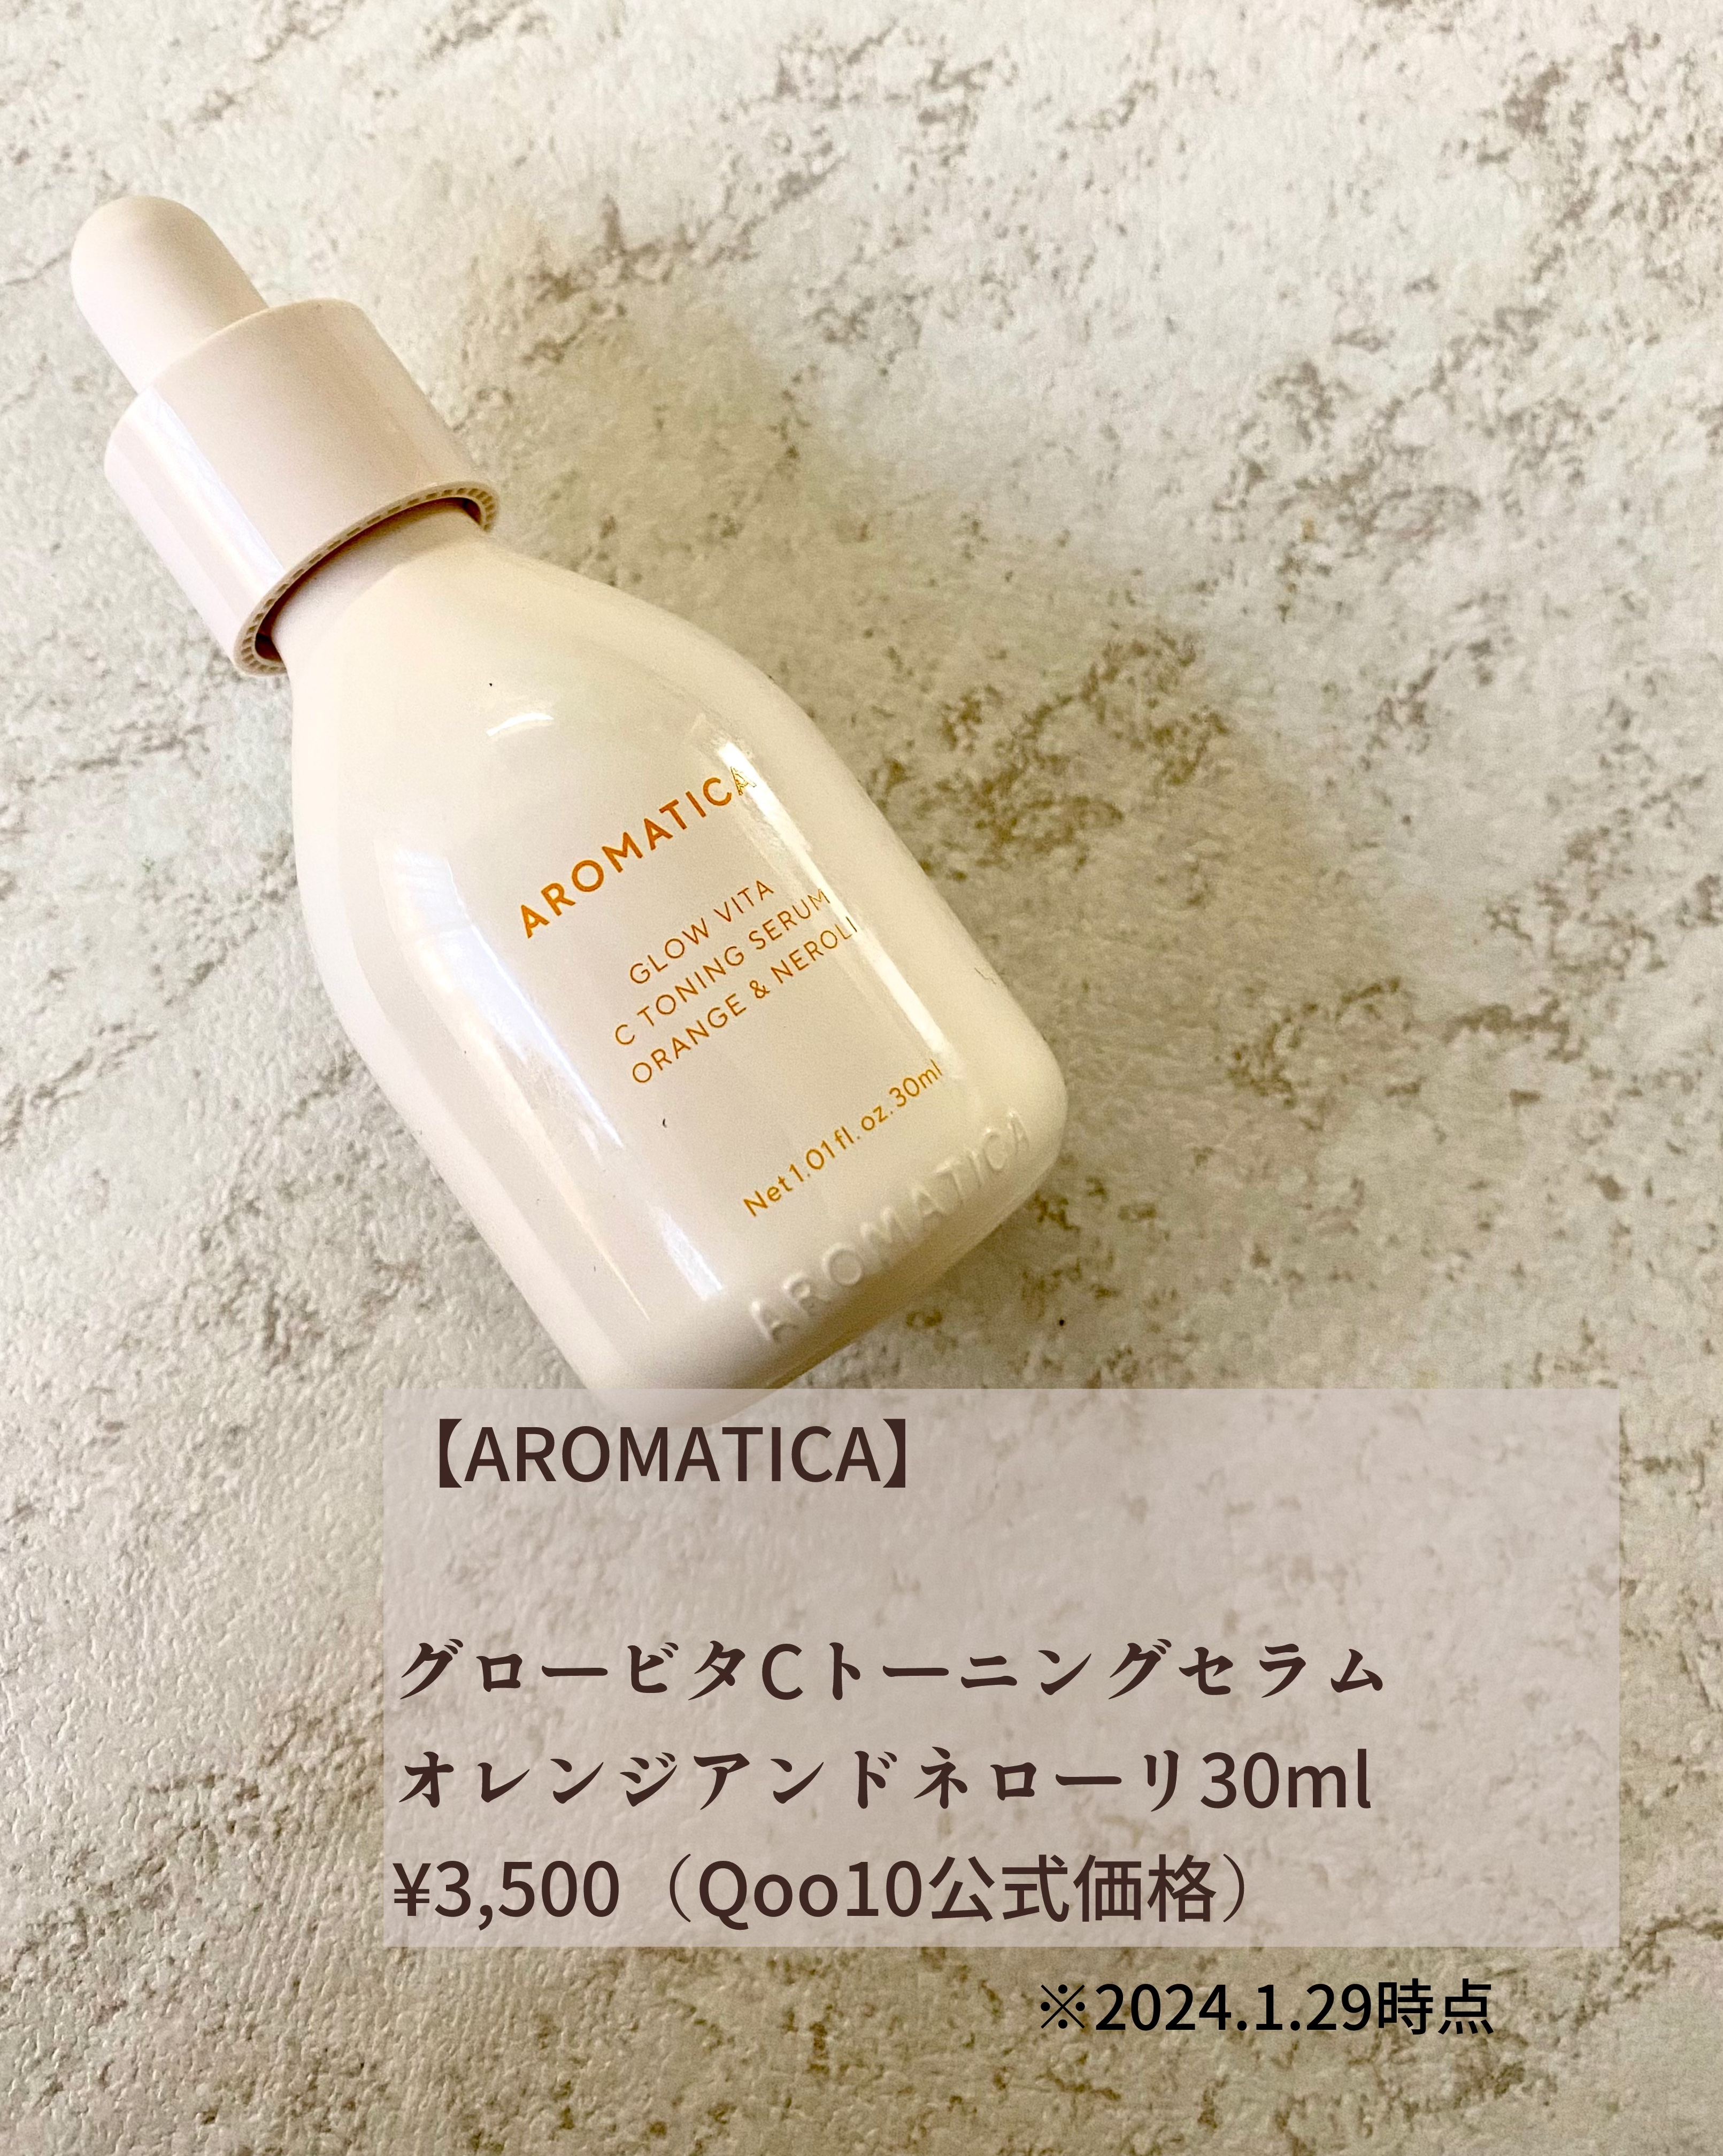 AROMATICA
GLOW VITA
C TONING SERUM
ORANGE & NEROLI
Net 1.01 fl. oz. 30ml
AROMATICA
【AROMATICA】
グロービタCトーニングセラム
オレンジアンドネローリ30ml
¥3,500（Qoo10公式価格）
※2024.1.29時点